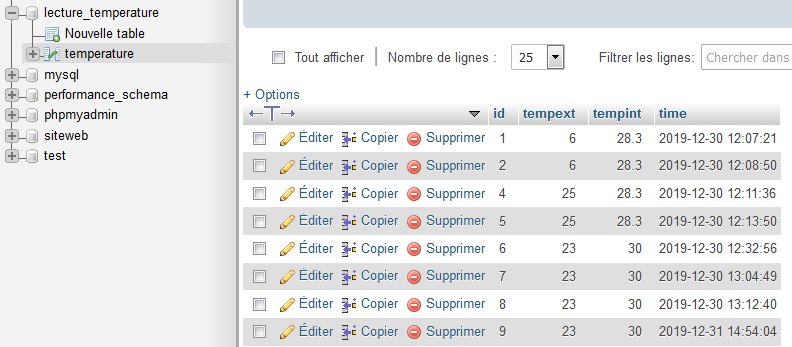 lecture_temperature
Nouvelle table
temperature
mysql
performance_schema
phpmyadmin
siteweb
test
Tout afficher Nombre de lignes : 25 Filtrer les lignes: Chercher dans
+ Options
id tempext tempint time
Éditer Copier Supprimer 1 6 28.3 2019-12-30 12:07:21
Éditer Copier Supprimer 2 6 28.3 2019-12-30 12:08:50
Éditer Copier Supprimer 4 25 28.3 2019-12-30 12:11:36
Éditer Copier Supprimer 5 25 28.3 2019-12-30 12:13:50
Éditer Copier Supprimer 6 23 30 2019-12-30 12:32:56
Éditer Copier Supprimer 7 23 30 2019-12-30 13:04:49
Éditer Copier Supprimer 8 23 30 2019-12-30 13:12:40
Éditer Copier Supprimer 9 23 30 2019-12-31 14:54:04